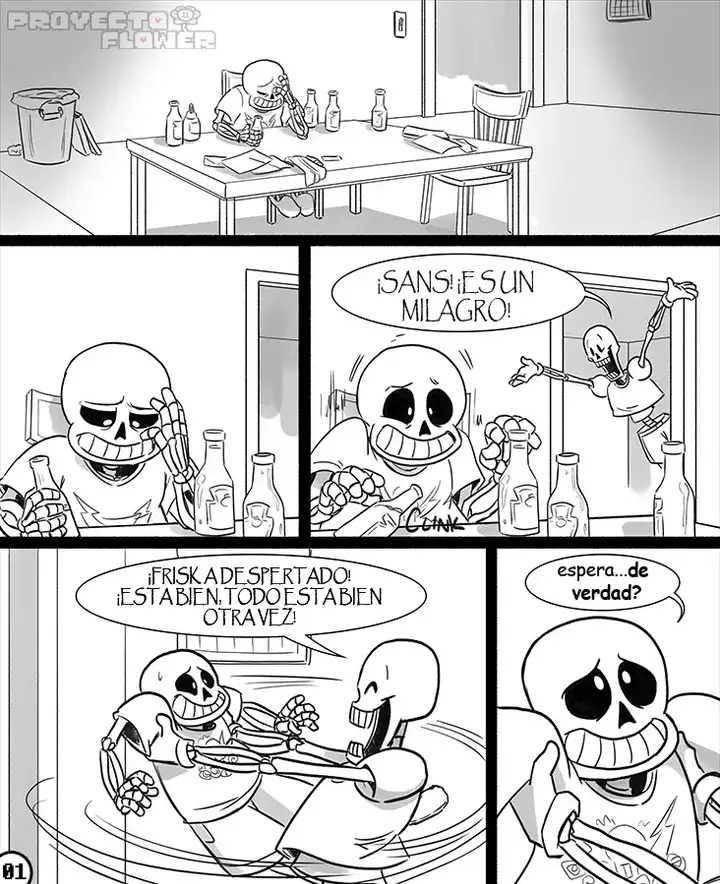 PROYECTO
FLOWER
¡SANS! ¡ES UN
MILAGRO!
CLINK
¡FRISK A DESPERTADO!
¡ESTA BIEN, TODO ESTA BIEN
OTRA VEZ!
espera...de
verdad?
01